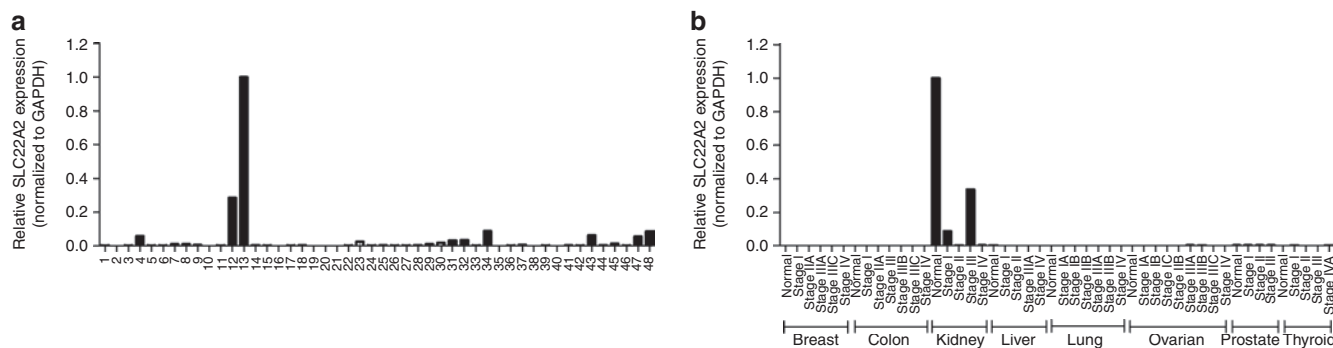 a
Relative SLC22A2 expression
(normalized to GAPDH)
1.2
1.0
0.8
0.6
0.4
0.2
0.0
1 2 3 4 5 6 7 8 9 10 11 12 13 14 15 16 17 18 19 20 21 22 23 24 25 26 27 28 29 30 31 32 33 34 35 36 37 38 39 40 41 42 43 44 45 46 47 48
b
Relative SLC22A2 expression
(normalized to GAPDH)
1.2
1.0
0.8
0.6
0.4
0.2
0.0
Normal
Stage I
Stage IIA
Stage IIIA
Stage IIIC
Stage IV
Normal
Stage I
Stage IIA
Stage III
Stage IIIB
Stage IIIC
Stage IV
Normal
Stage I
Stage II
Stage III
Stage IV
Normal
Stage I
Stage II
Stage IIIA
Stage IV
Normal
Stage IA
Stage IB
Stage IIB
Stage IIIA
Stage IIIB
Stage IV
Normal
Stage IA
Stage IB
Stage IC
Stage IIB
Stage IIIA
Stage IIIB
Stage IIIC
Stage IV
Normal
Stage I
Stage II
Stage III
Normal
Stage I
Stage II
Stage III
Stage IVA
Breast Colon Kidney Liver Lung Ovarian Prostate Thyroid